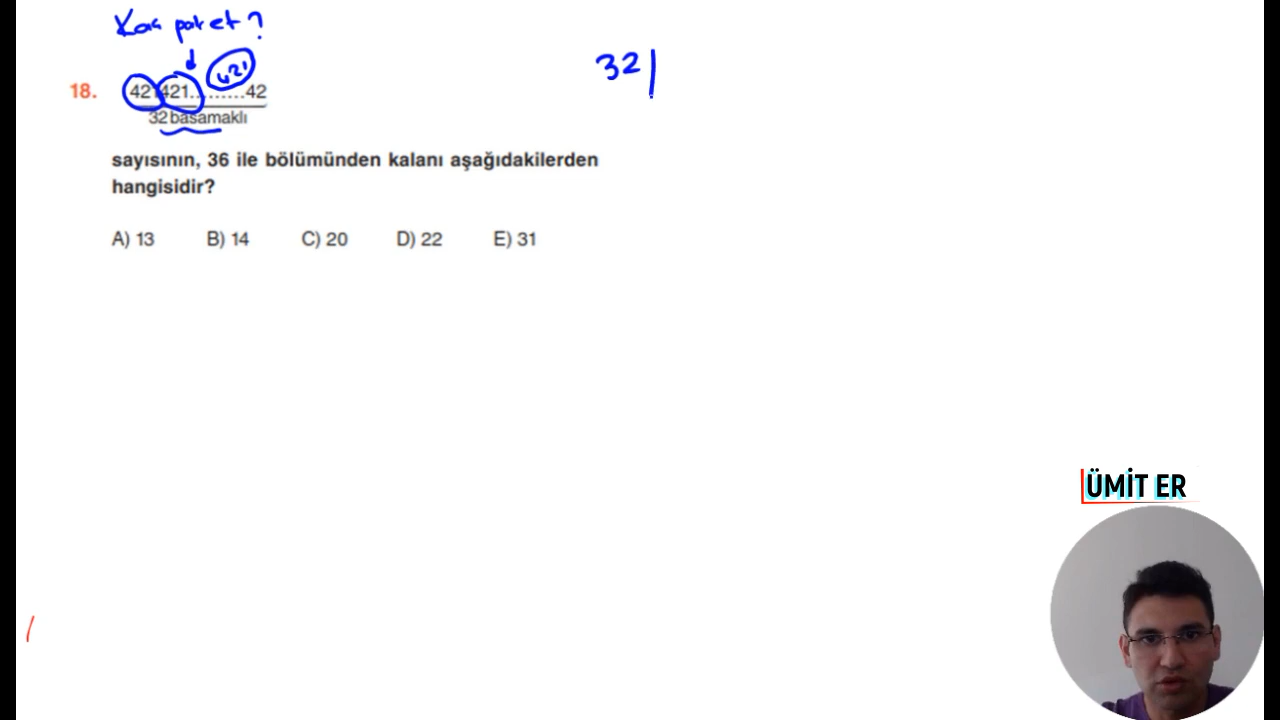 Kaç paket?
421
32
18. 421421.........42
32 basamaklı
sayısının, 36 ile bölümünden kalanı aşağıdakilerden
hangisidir?
A) 13 B) 14 C) 20 D) 22 E) 31
ÜMİT ER